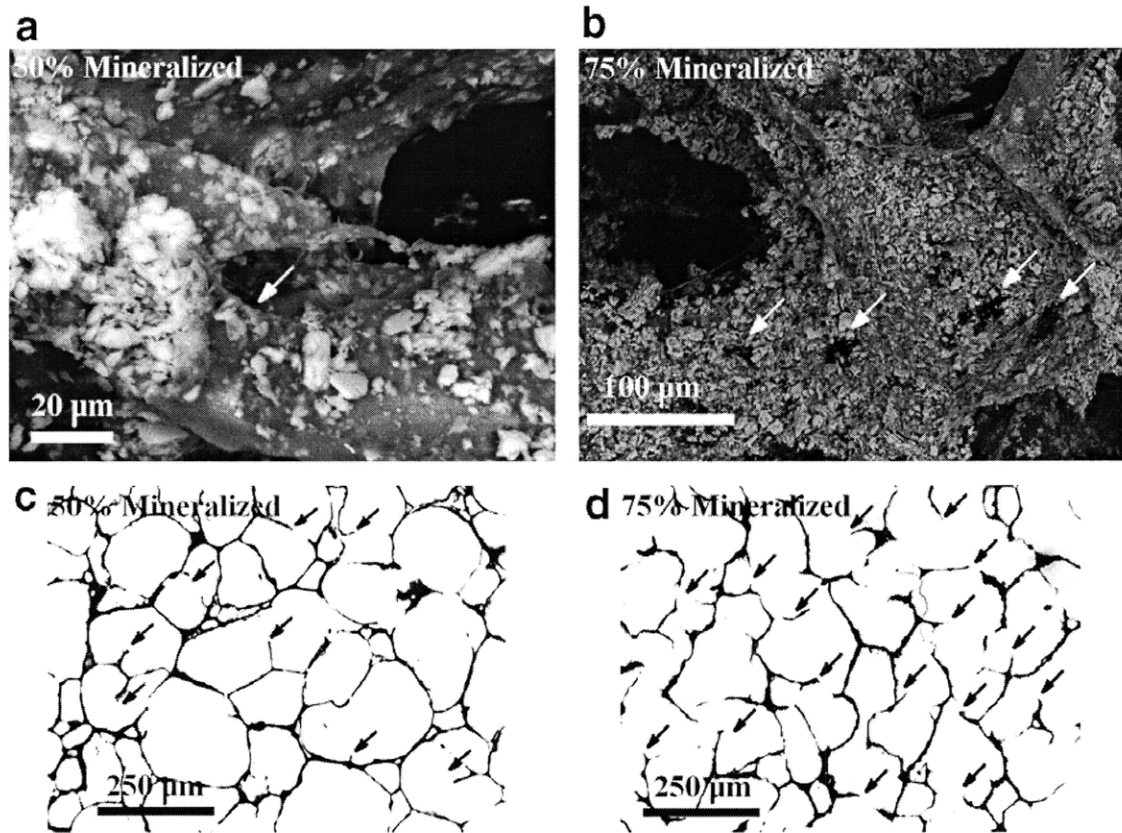 a
50% Mineralized
20 μm
b
75% Mineralized
100 μm
c
50% Mineralized
250 μm
d
75% Mineralized
250 μm